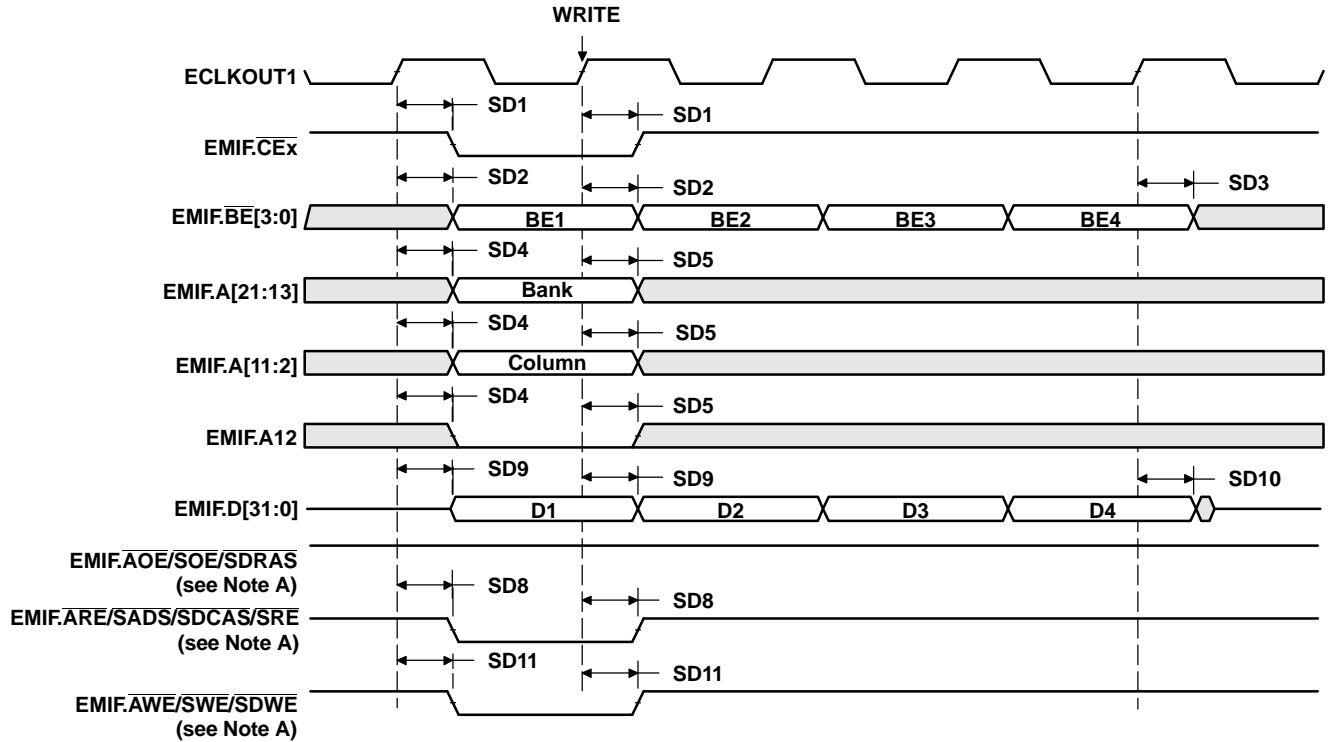 WRITE
ECLKOUT1
SD1 SD1
EMIF.CEx
SD2 SD2 SD3
EMIF.BE[3:0] BE1 BE2 BE3 BE4
SD4 SD5
EMIF.A[21:13] Bank
SD4 SD5
EMIF.A[11:2] Column
SD4 SD5
EMIF.A12
SD9 SD9 SD10
EMIF.D[31:0] D1 D2 D3 D4
EMIF.AOE/SOE/SDRAS
(see Note A)
SD8 SD8
EMIF.ARE/SADS/SDCAS/SRE
(see Note A)
SD11 SD11
EMIF.AWE/SWE/SDWE
(see Note A)